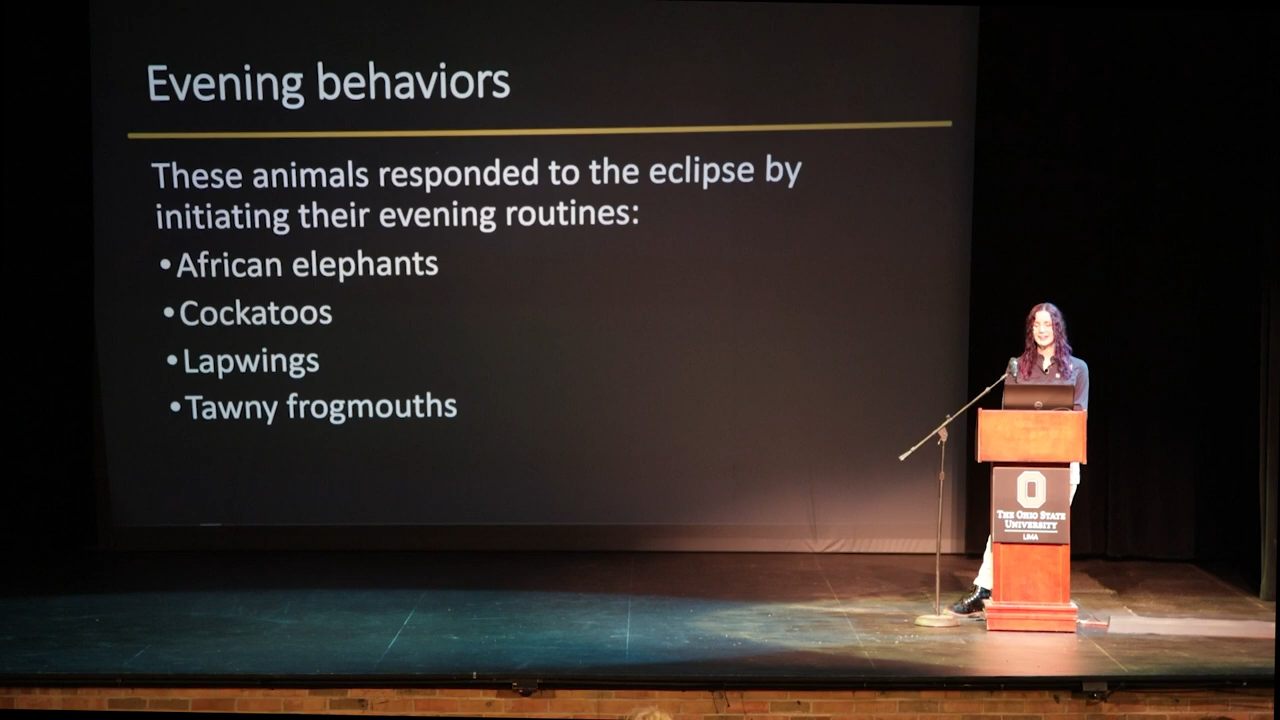 Evening behaviors
These animals responded to the eclipse by
initiating their evening routines:
•African elephants
•Cockatoos
•Lapwings
•Tawny frogmouths
THE OHIO STATE
UNIVERSITY
LIMA